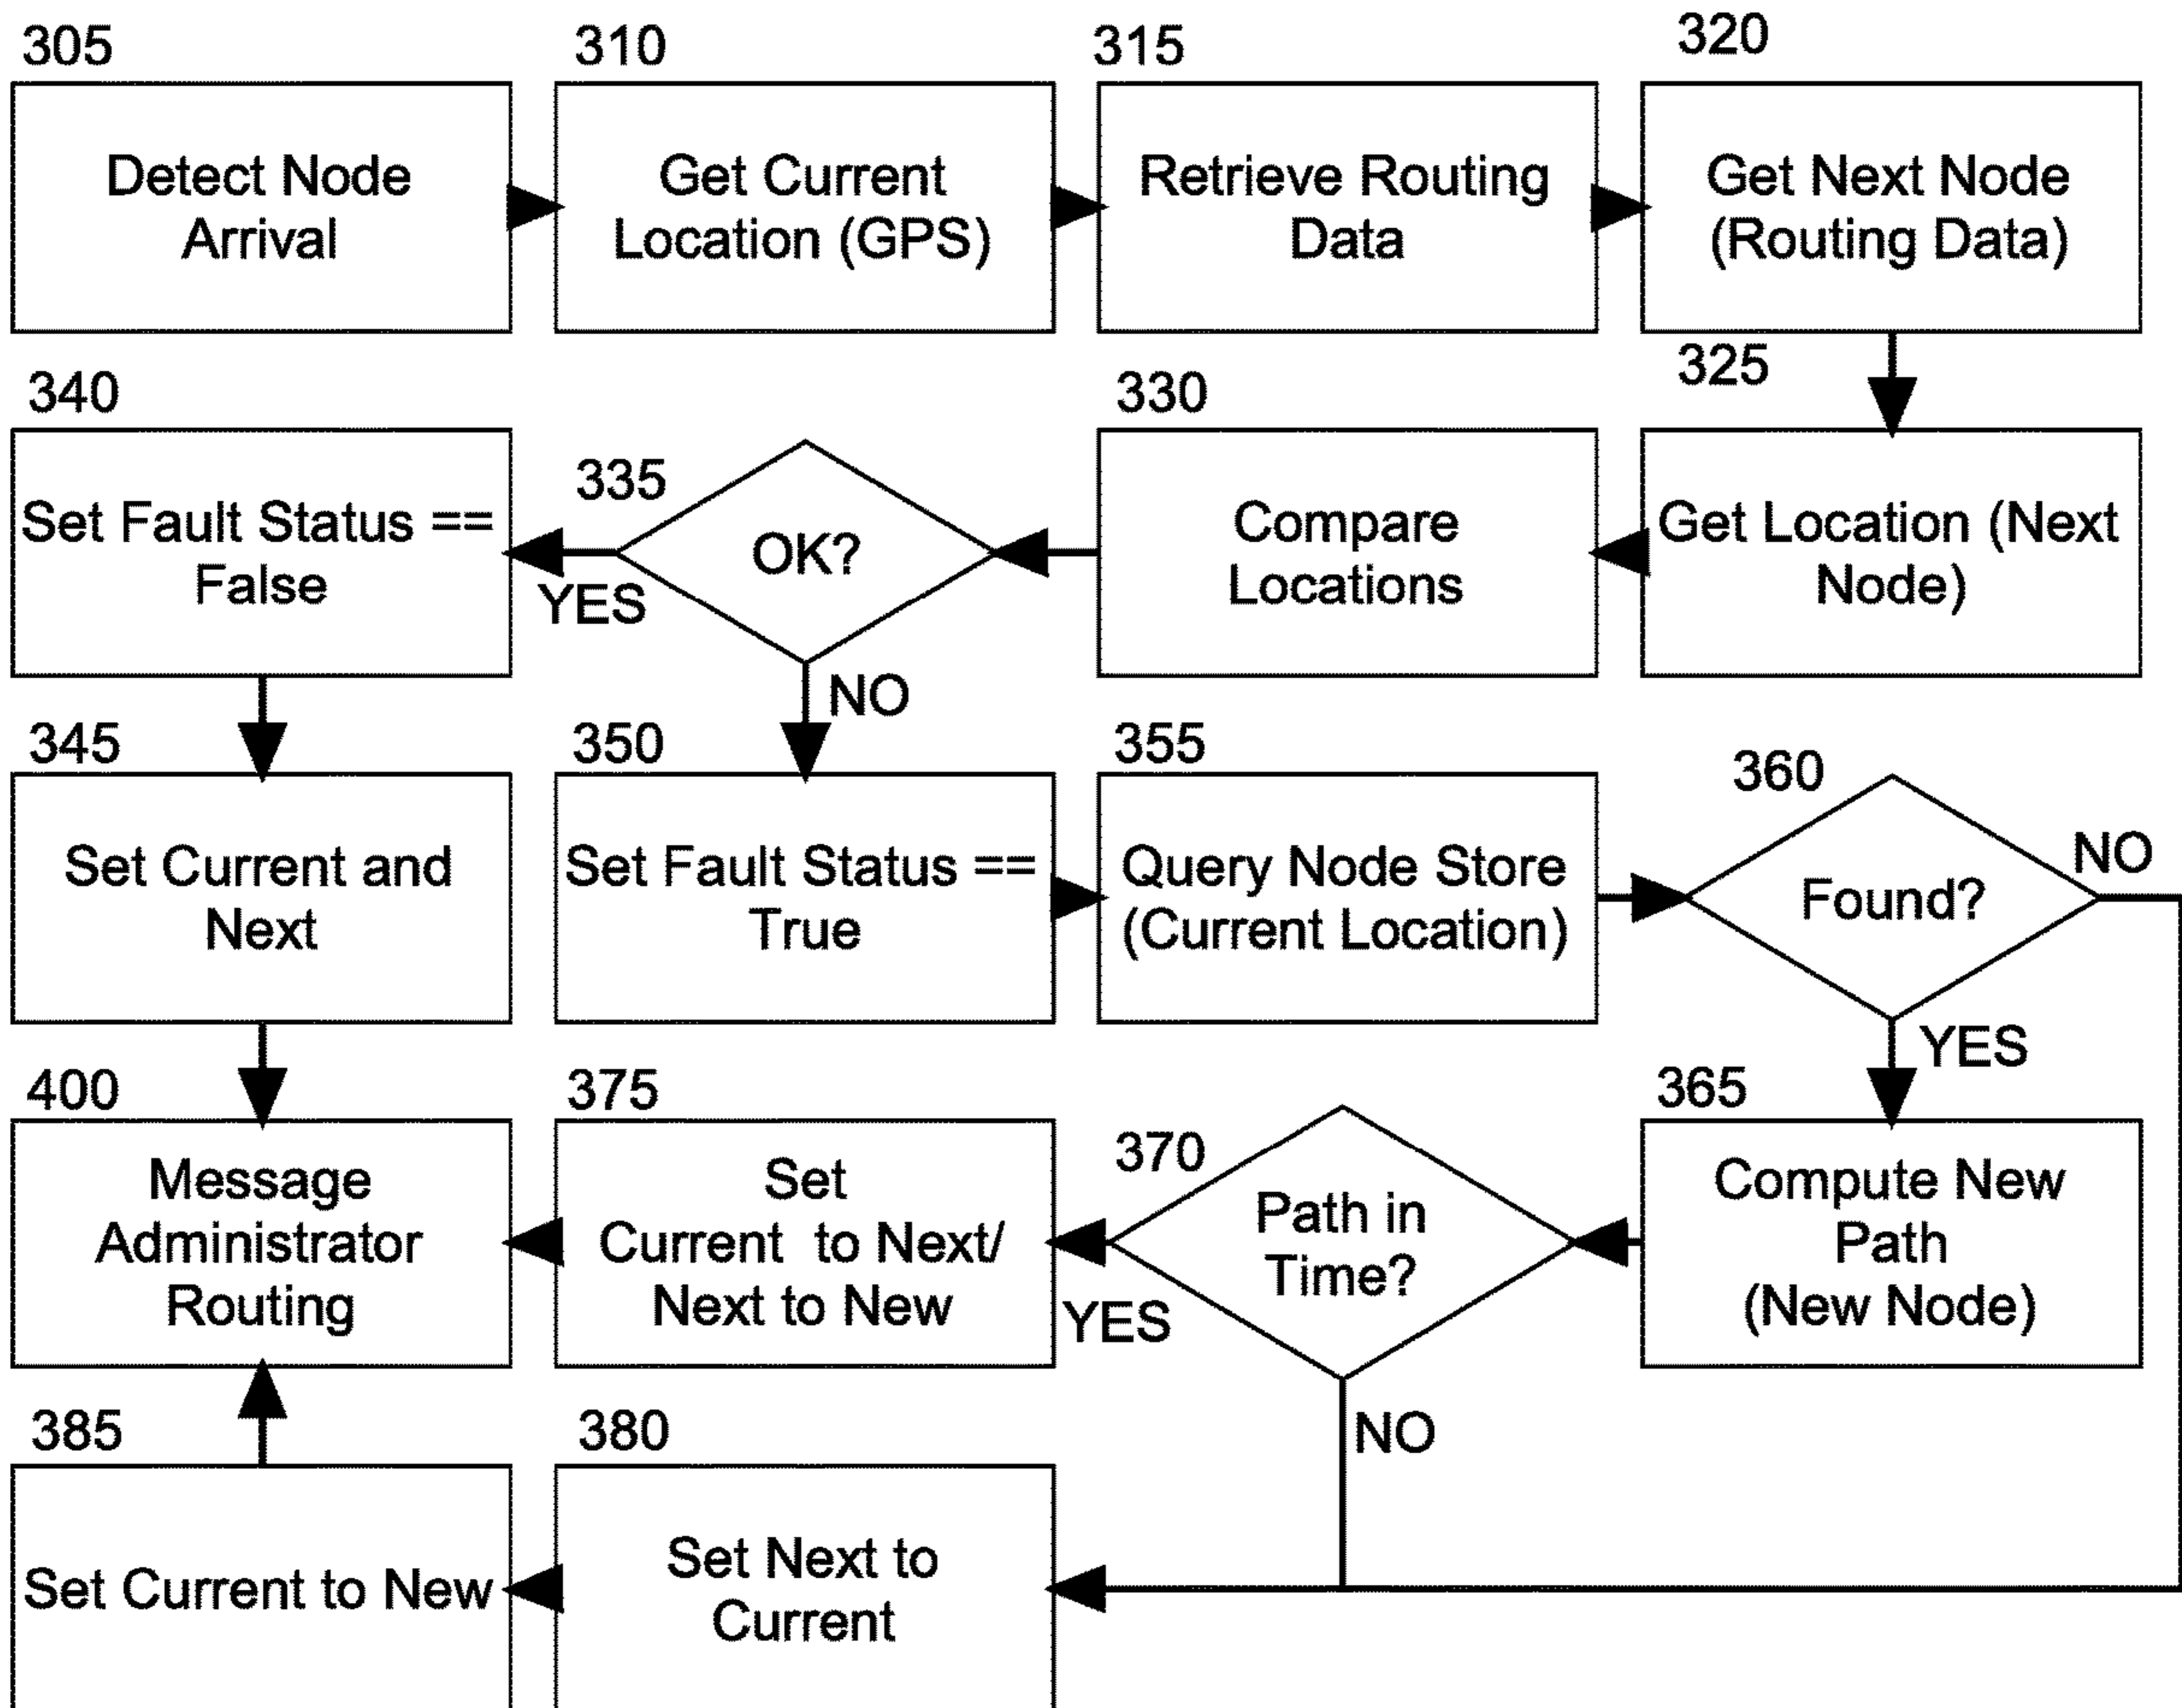 305
Detect Node
Arrival
310
Get Current
Location (GPS)
315
Retrieve Routing
Data
320
Get Next Node
(Routing Data)
340
Set Fault Status ==
False
335
OK?
YES
NO
330
Compare
Locations
325
Get Location (Next
Node)
345
Set Current and
Next
350
Set Fault Status ==
True
355
Query Node Store
(Current Location)
360
Found?
NO
YES
400
Message
Administrator
Routing
375
Set
Current  to Next/
Next to New
370
Path in
Time?
YES
NO
365
Compute New
Path
(New Node)
385
Set Current to New
380
Set Next to
Current